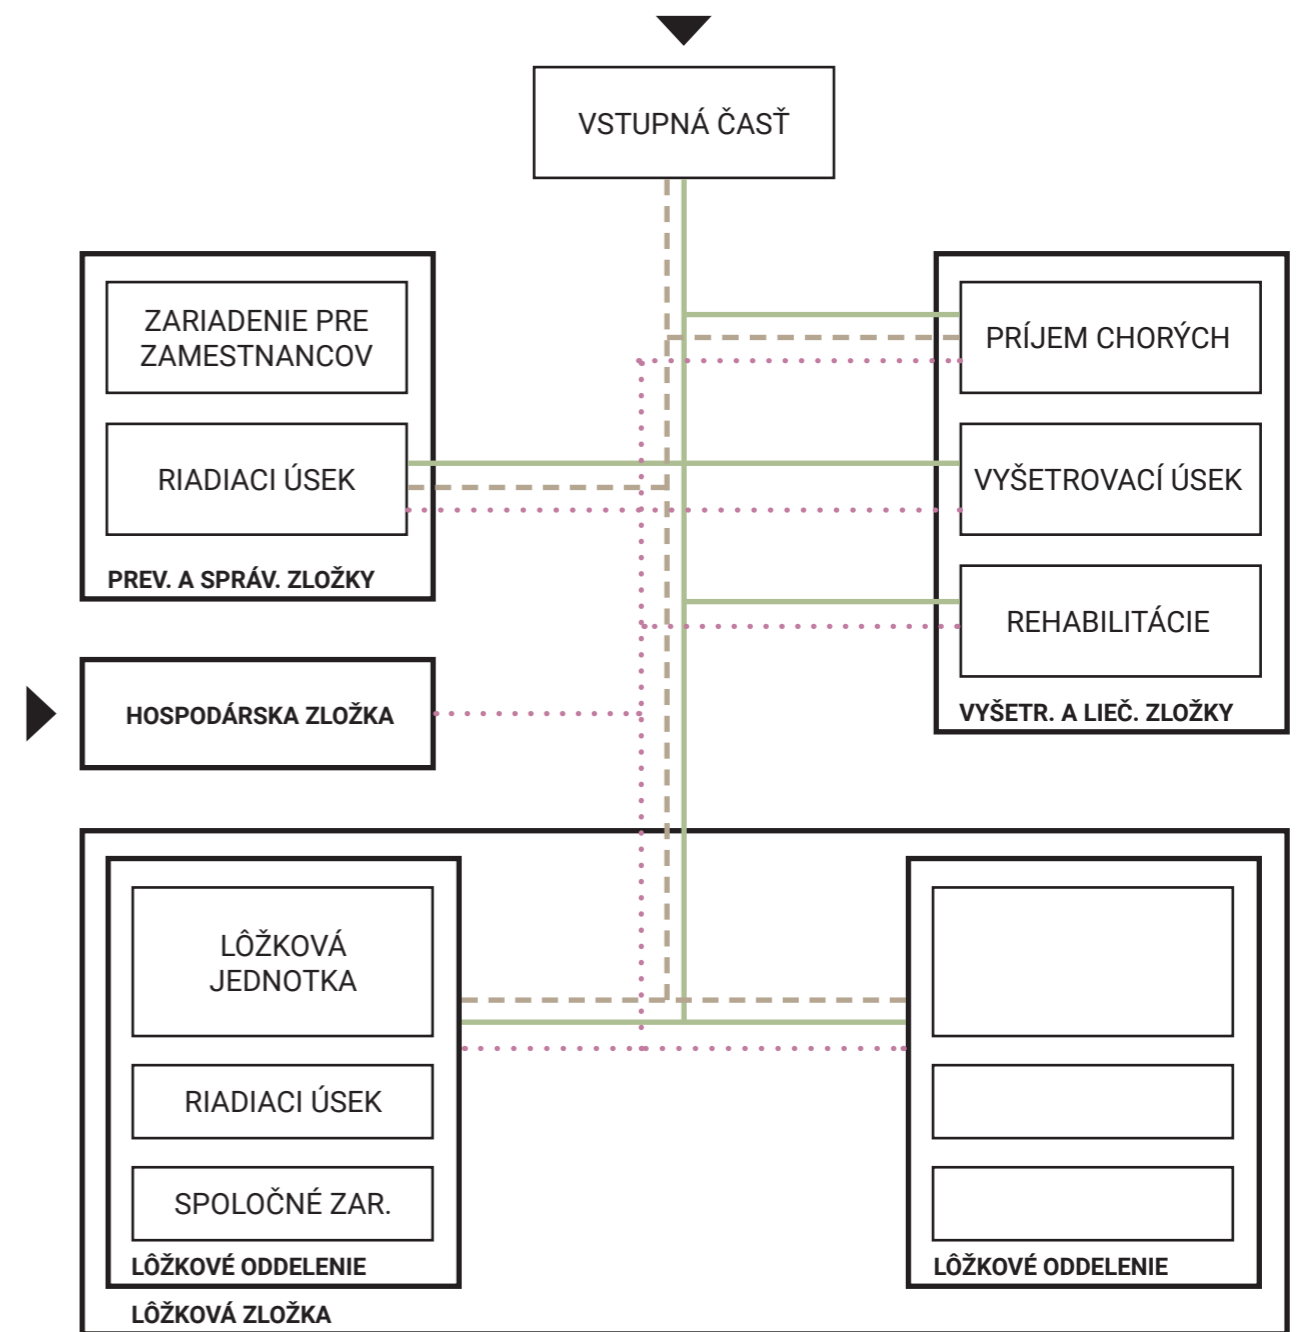 VSTUPNÁ ČASŤ
ZARIADENIE PRE
ZAMESTNANCOV
RIADIACI ÚSEK
PREV. A SPRÁV. ZLOŽKY
PRÍJEM CHORÝCH
VYŠETROVACÍ ÚSEK
REHABILITÁCIE
VYŠETR. A LIEČ. ZLOŽKY
HOSPODÁRSKA ZLOŽKA
LÔŽKOVÁ
JEDNOTKA
RIADIACI ÚSEK
SPOLOČNÉ ZAR.
LÔŽKOVÉ ODDELENIE
LÔŽKOVÉ ODDELENIE
LÔŽKOVÁ ZLOŽKA